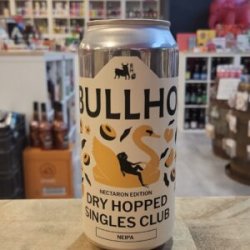 BULLHO
NECTARON EDITION
DRY HOPPED
SINGLES CLUB
NEIPA